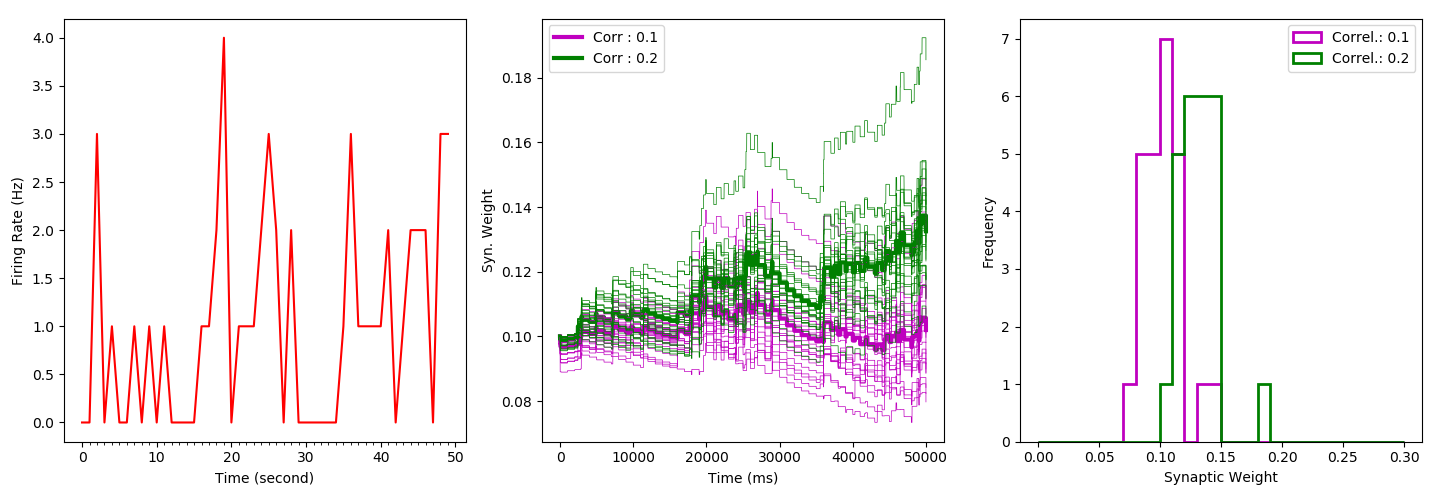 4.0
3.5
3.0
2.5
2.0
1.5
1.0
0.5
0.0
Firing Rate (Hz)
0 10 20 30 40 50
Time (second)
Corr : 0.1
Corr : 0.2
0.18
0.16
0.14
0.12
0.10
0.08
Syn. Weight
0 10000 20000 30000 40000 50000
Time (ms)
Correl.: 0.1
Correl.: 0.2
7
6
5
4
3
2
1
0
Frequency
0.00 0.05 0.10 0.15 0.20 0.25 0.30
Synaptic Weight